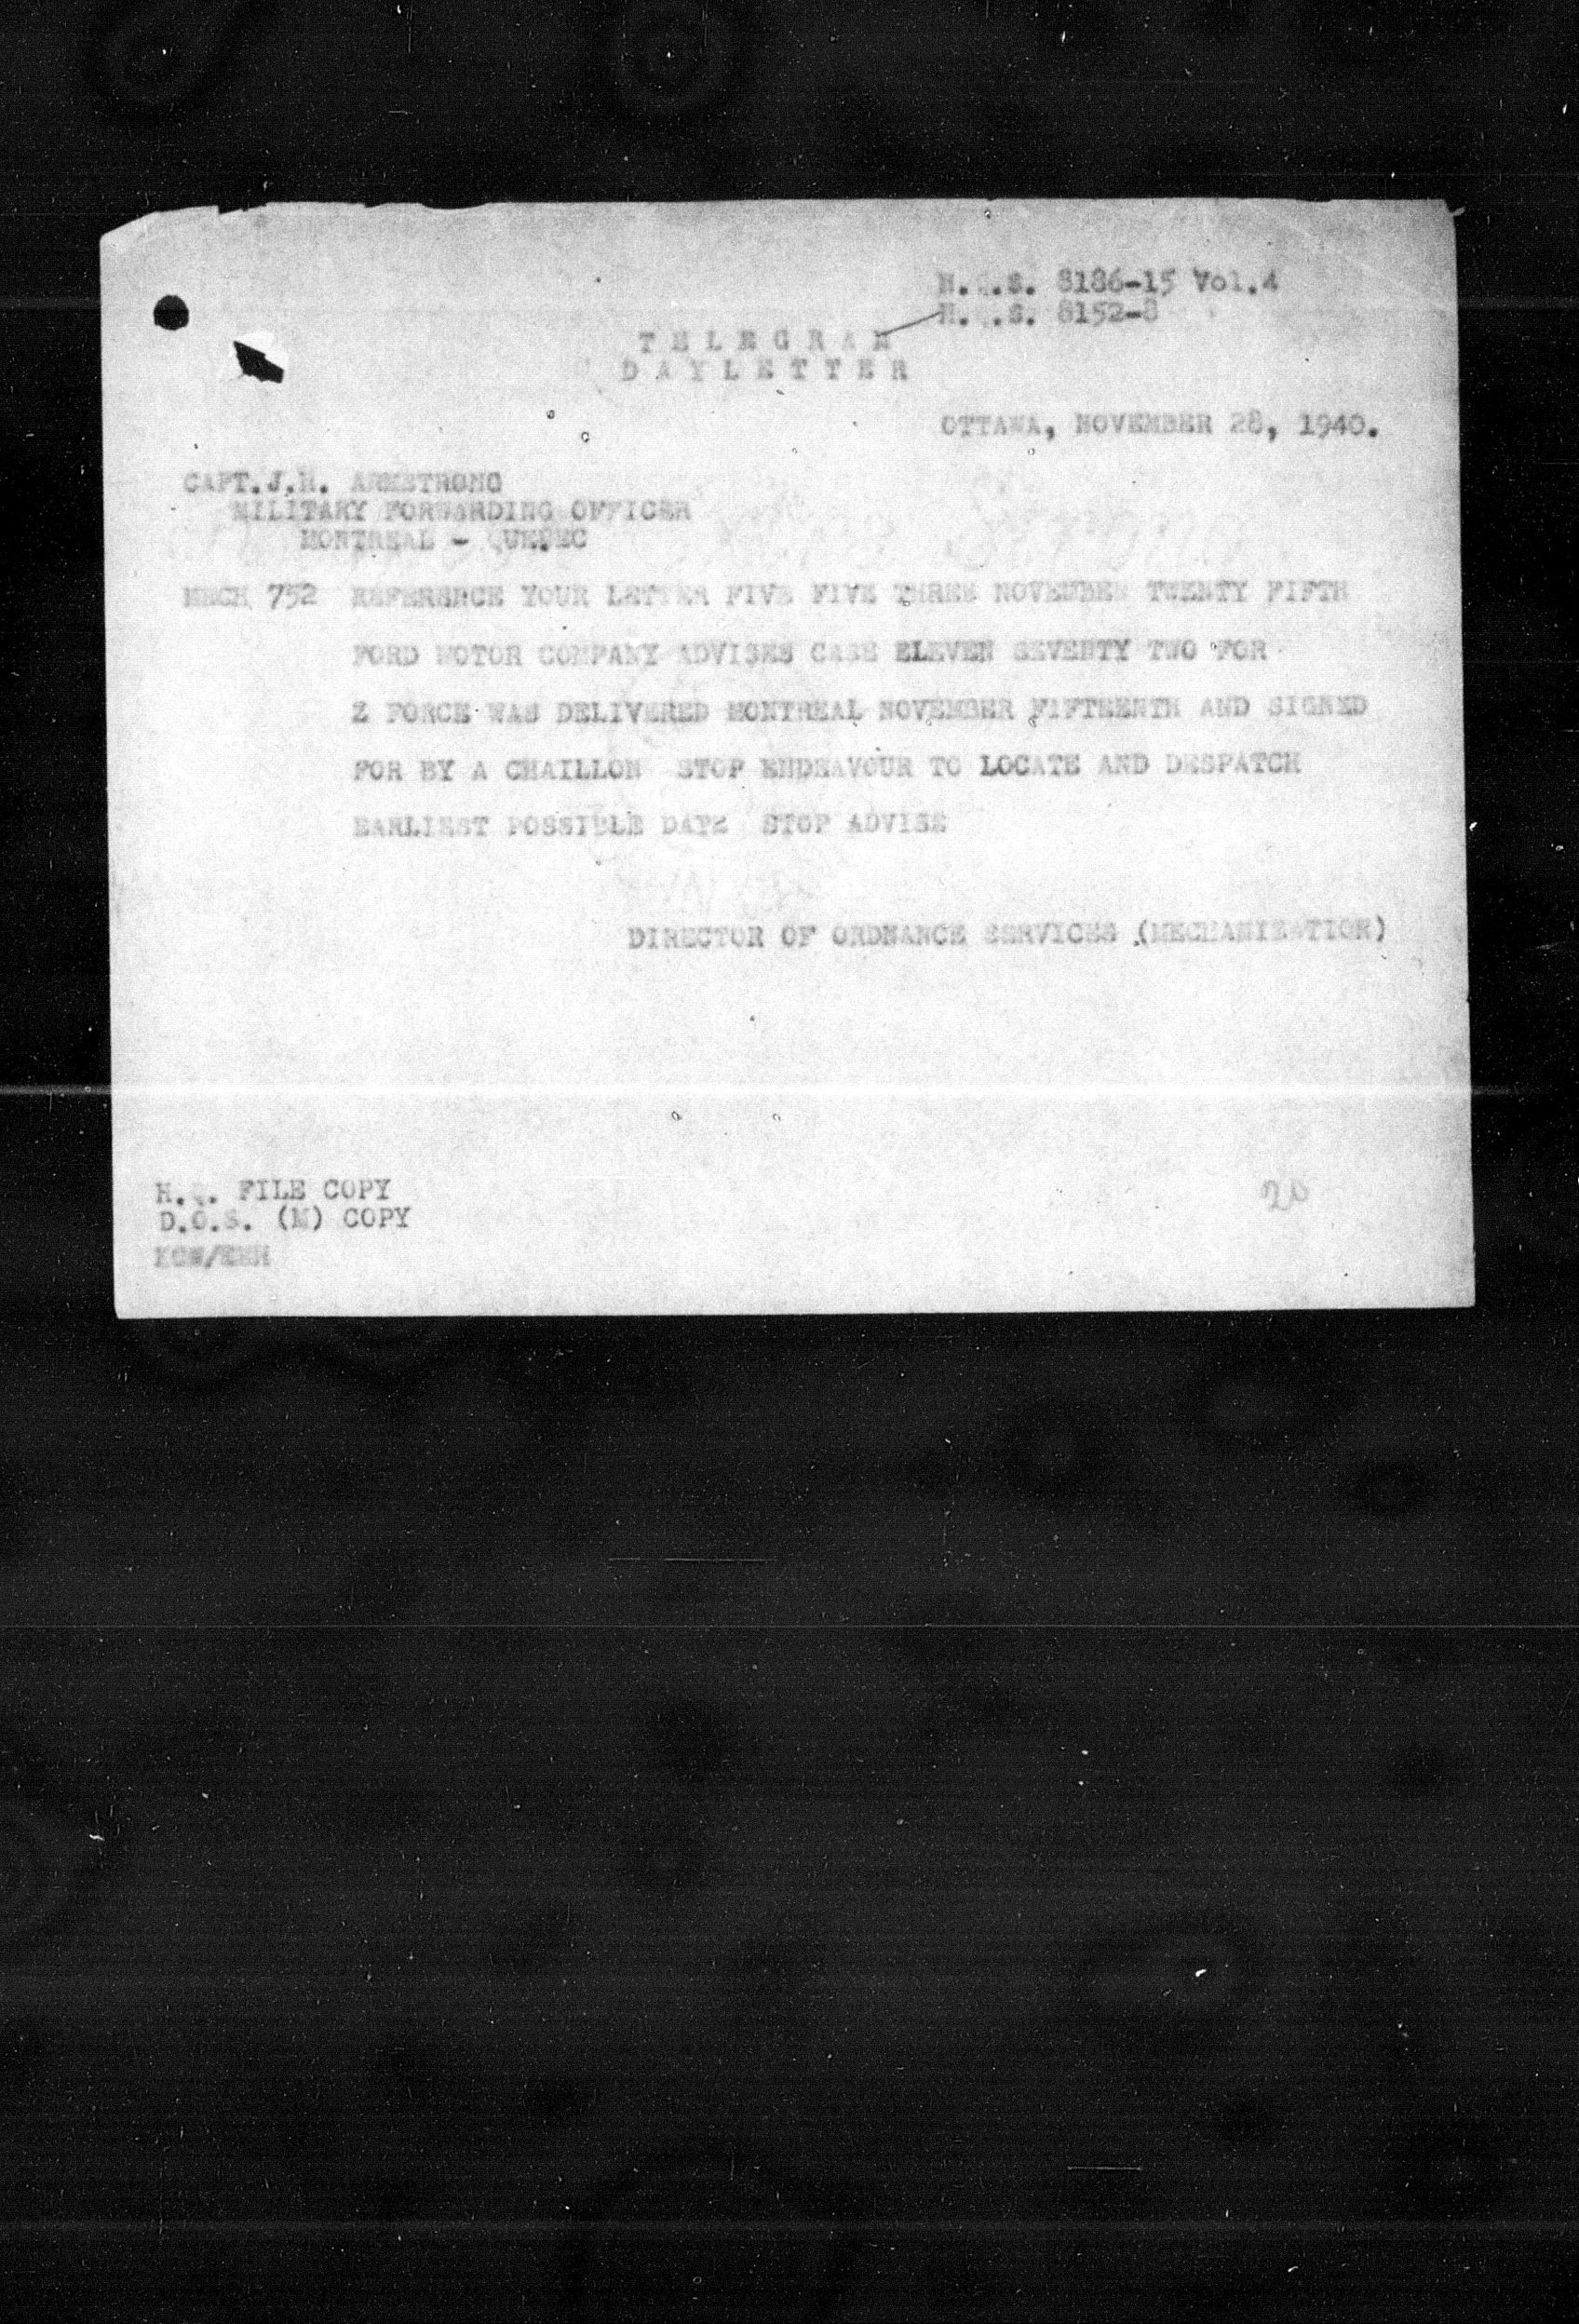 H.Q.S. 8186-15 Vol.4
H.Q.S. 8152-8
TELEGRAM
DAYLETTER
OTTAWA, NOVEMBER 28, 1940.
CAPT.J.H. ARMSTRONG
MILITARY FORWARDING OFFICER
MONTREAL - QUEBEC
MECH 752 REFERENCE YOUR LETTER FIVE FIVE THREE NOVEMBER TWENTY FIFTH
FORD MOTOR COMPANY ADVISES CASE ELEVEN SEVENTY TWO FOR
Z FORCE WAS DELIVERED MONTREAL NOVEMBER FIFTEENTH AND SIGNED
FOR BY A CHAILLON STOP ENDEAVOUR TO LOCATE AND DESPATCH
EARLIEST POSSIBLE DATE STOP ADVISE
DIRECTOR OF ORDNANCE SERVICES (MECHANIZATION)
H.Q. FILE COPY
D.O.S. (M) COPY